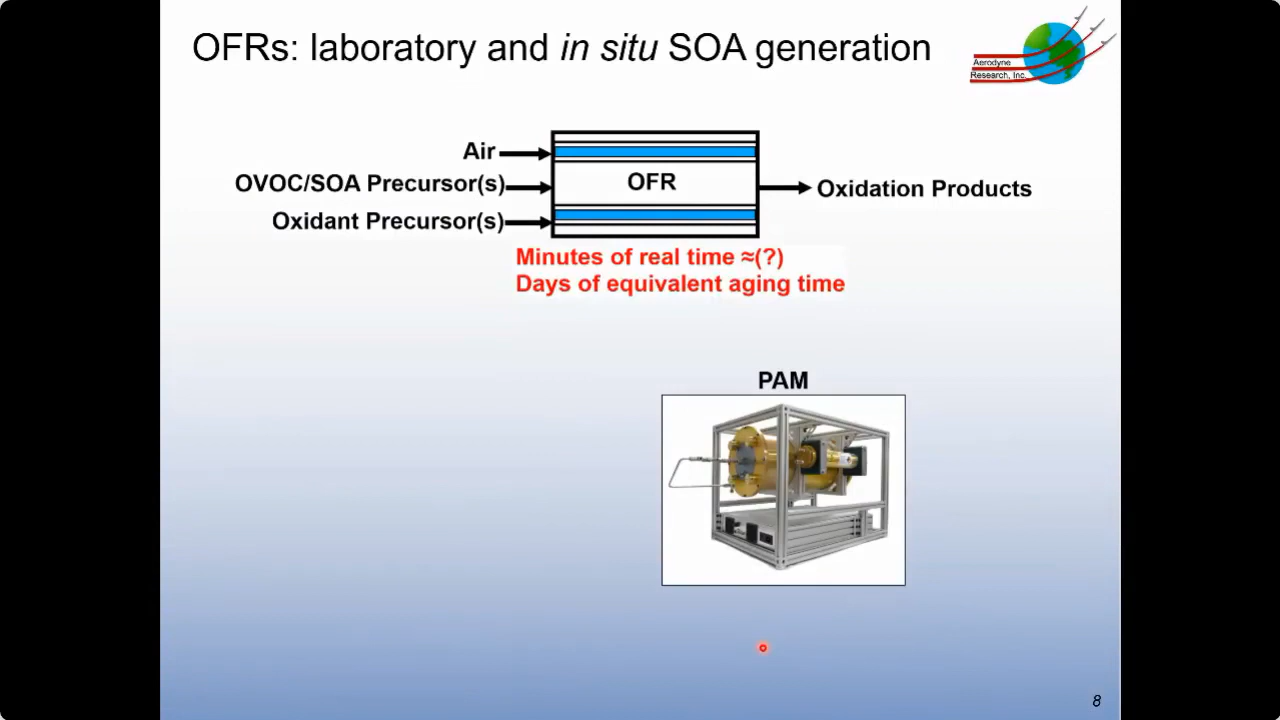 OFRs: laboratory and in situ SOA generation
Aerodyne
Research, Inc.
Air
OVOC/SOA Precursor(s)
Oxidant Precursor(s)
OFR
Oxidation Products
Minutes of real time ≈(?)
Days of equivalent aging time
PAM
8